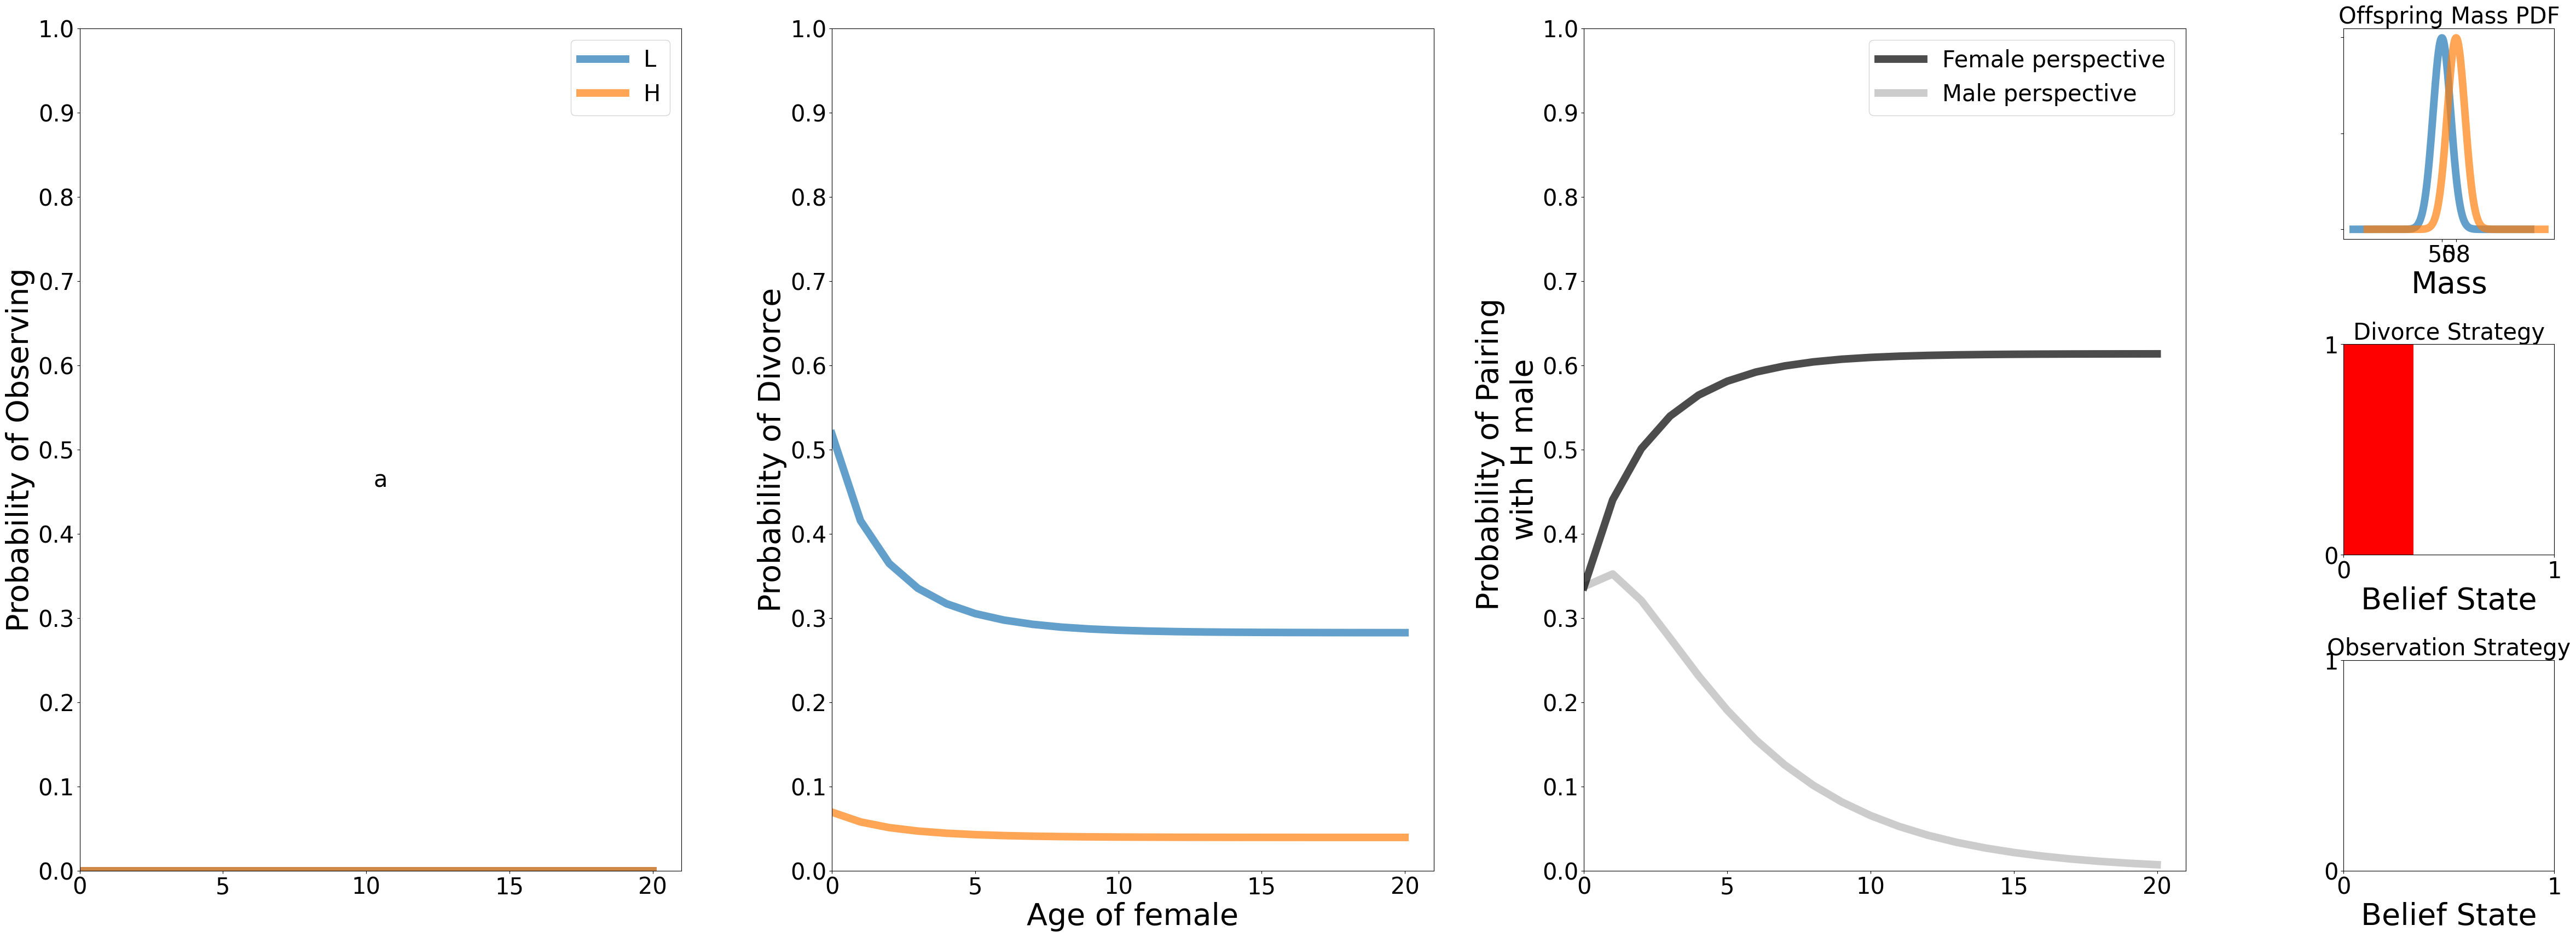 Probability of Observing
1.0
0.9
0.8
0.7
0.6
0.5
0.4
0.3
0.2
0.1
0.0
0 5 10 15 20
L
H
a
Probability of Divorce
1.0
0.9
0.8
0.7
0.6
0.5
0.4
0.3
0.2
0.1
0.0
0 5 10 15 20
Age of female
Probability of Pairing
with H male
1.0
0.9
0.8
0.7
0.6
0.5
0.4
0.3
0.2
0.1
0.0
0 5 10 15 20
Female perspective
Male perspective
Offspring Mass PDF
Mass
Divorce Strategy
1
0
0 1
Belief State
Observation Strategy
1
0
0 1
Belief State